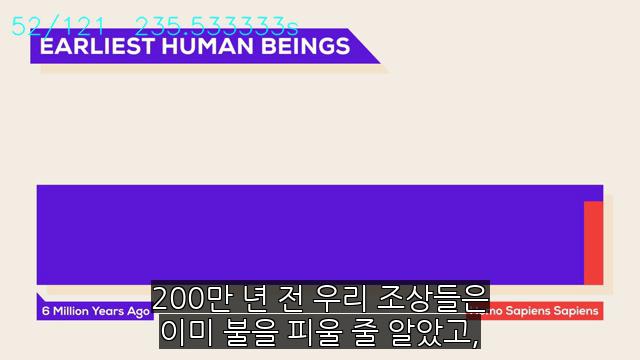 52/121 235.533333s
EARLIEST HUMAN BEINGS
6 Million Years Ago
Sapiens Sapiens
200만 년 전 우리 조상들은
이미 불을 피울 줄 알았고,